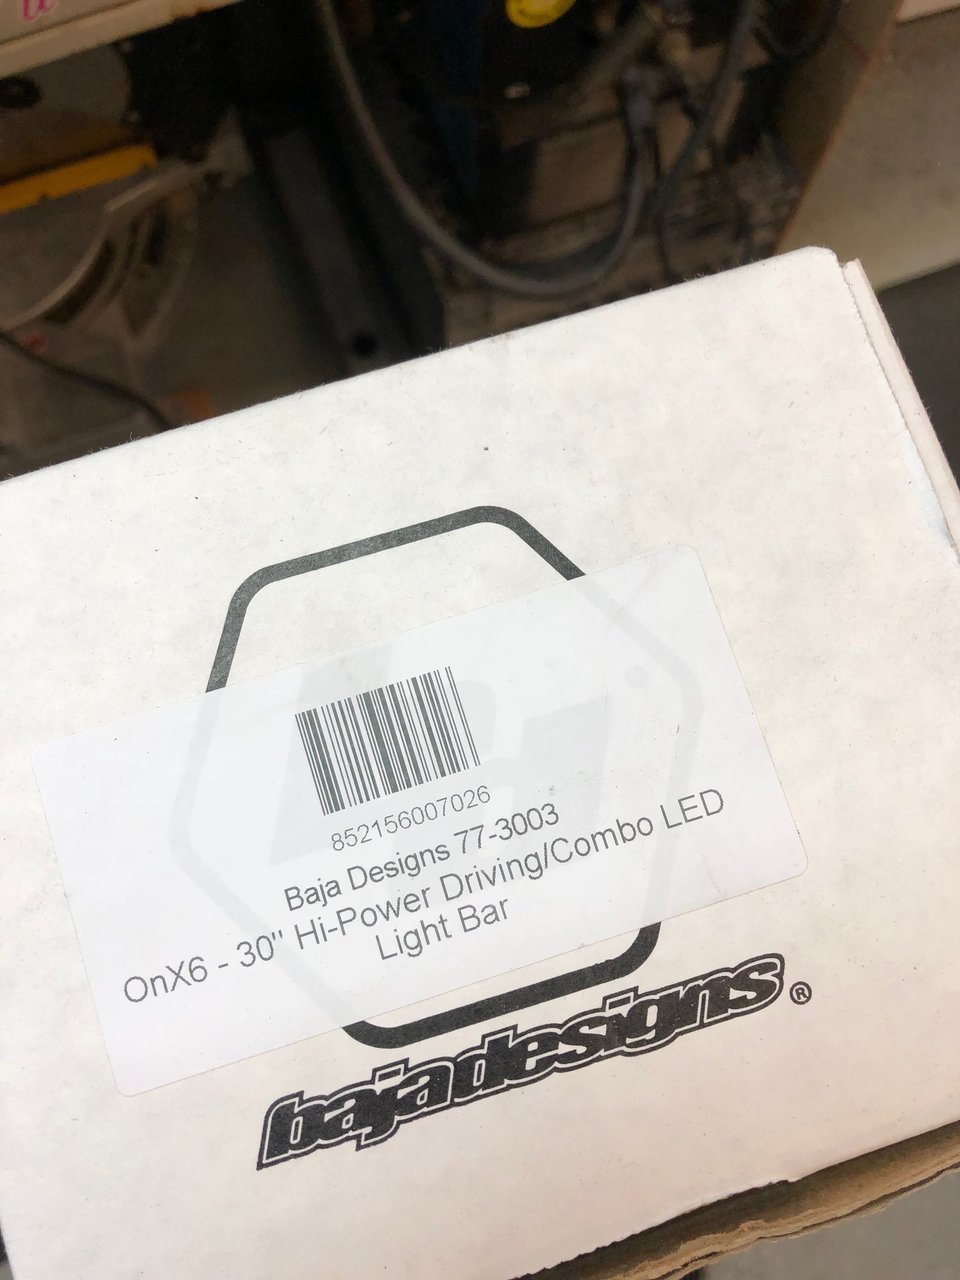 852156007026
Baja Designs 77-3003
OnX6 - 30" Hi-Power Driving/Combo LED
Light Bar
baja designs ®